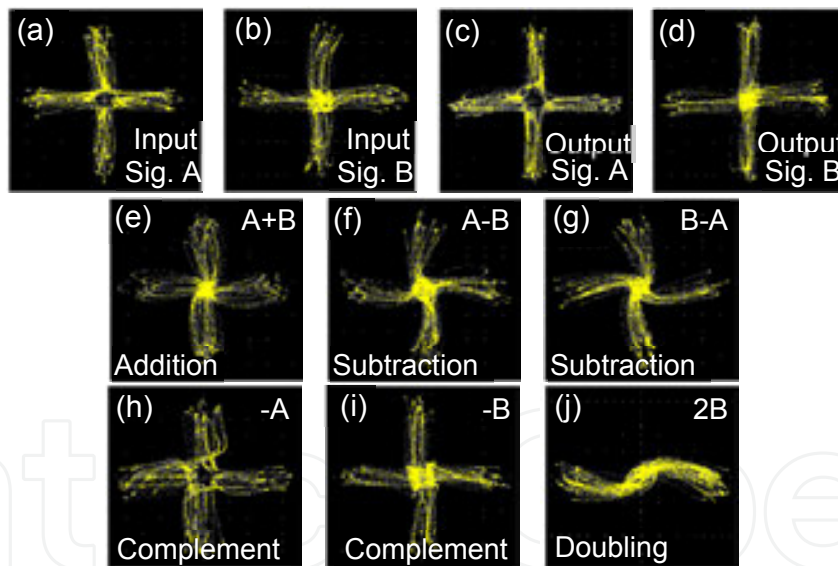 (a)
Input
Sig. A
(b)
Input
Sig. B
(c)
Output
Sig. A
(d)
Output
Sig. B
(e)
A+B
Addition
(f)
A-B
Subtraction
(g)
B-A
Subtraction
(h)
-A
Complement
(i)
-B
Complement
(j)
2B
Doubling